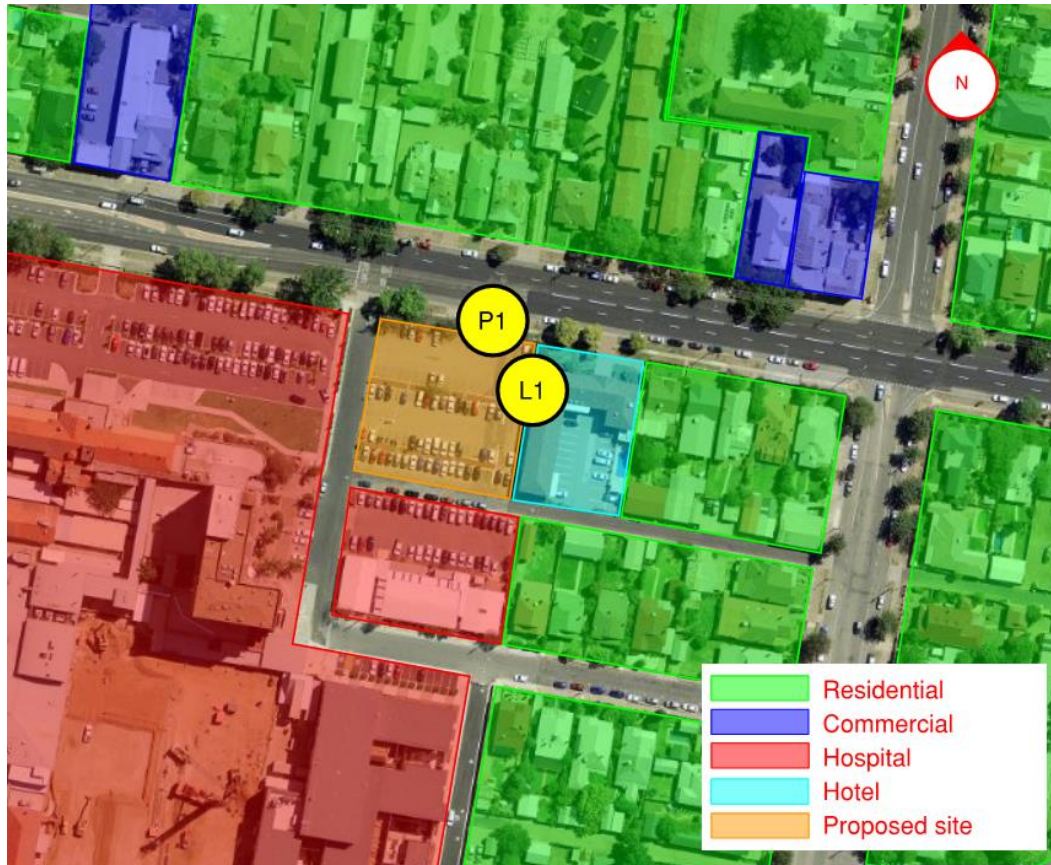 N
P1
L1
Residential
Commercial
Hospital
Hotel
Proposed site